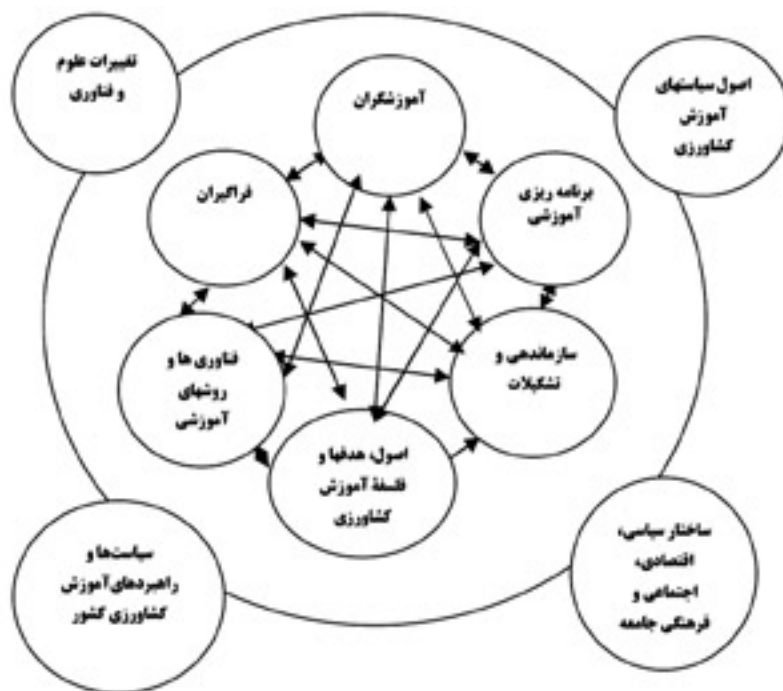 تغییرات علوم
و فناوری
اصول سیاستهای
آموزش
کشاورزی
آموزشگران
فراگیران
برنامه ریزی
آموزشی
فناوری ها و
روشهای
آموزشی
سازماندهی و
تشکیلات
اصول، هدفها و
فلسفۀ آموزش
کشاورزی
سیاست‌ها و
راهبردهای آموزش
کشاورزی کشور
ساختار سیاسی،
اقتصادی،
اجتماعی و
فرهنگی جامعه